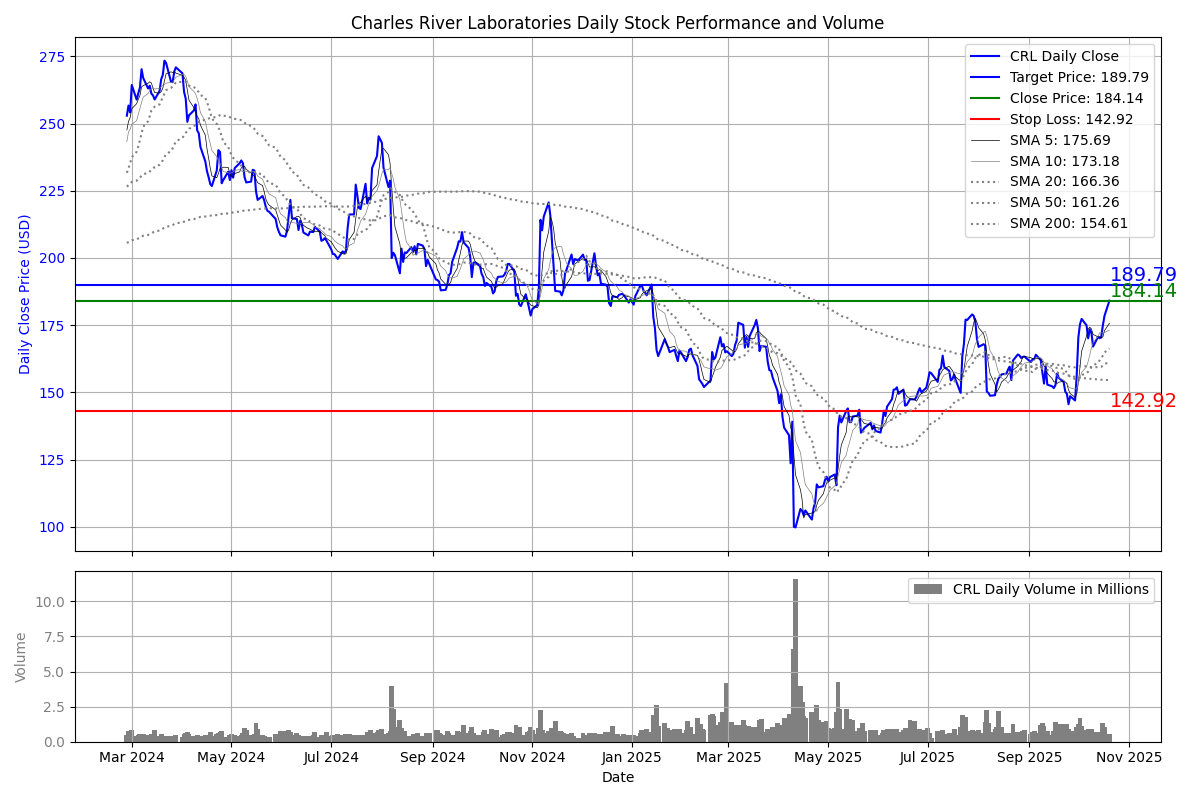 Charles River Laboratories Daily Stock Performance and Volume
Daily Close Price (USD)
275
250
225
200
175
150
125
100
CRL Daily Close
Target Price: 189.79
Close Price: 184.14
Stop Loss: 142.92
SMA 5: 175.69
SMA 10: 173.18
SMA 20: 166.36
SMA 50: 161.26
SMA 200: 154.61
189.79
184.14
142.92
Volume
10.0
7.5
5.0
2.5
0.0
CRL Daily Volume in Millions
Mar 2024 May 2024 Jul 2024 Sep 2024 Nov 2024 Jan 2025 Mar 2025 May 2025 Jul 2025 Sep 2025 Nov 2025
Date